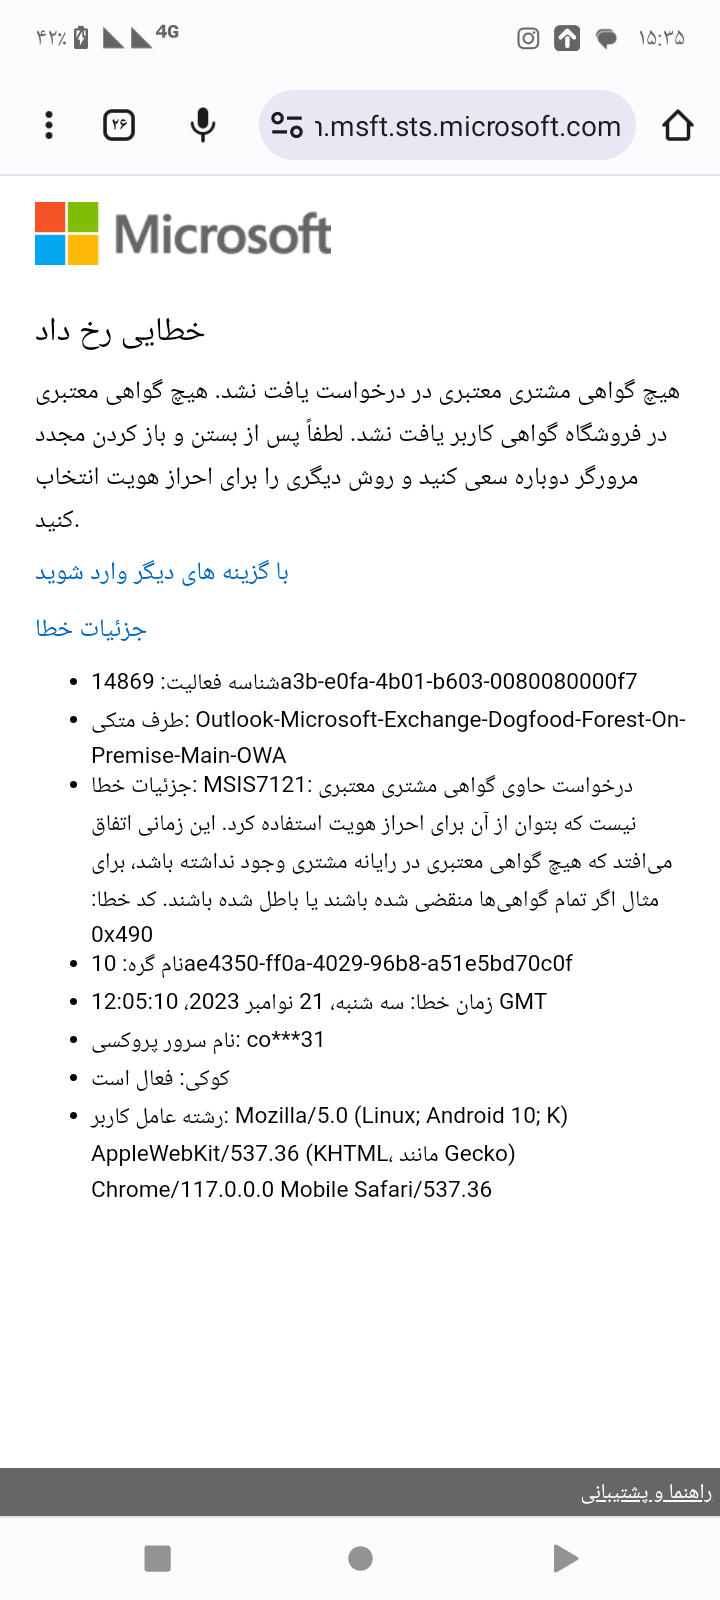 ۴۲٪ 4G ۱۵:۳۵
۲۶ n.msft.sts.microsoft.com
Microsoft
خطایی رخ داد
هیچ گواهی مشتری معتبری در درخواست یافت نشد. هیچ گواهی معتبری
در فروشگاه گواهی کاربر یافت نشد. لطفاً پس از بستن و باز کردن مجدد
مرورگر دوباره سعی کنید و روش دیگری را برای احراز هویت انتخاب
کنید.
با گزینه های دیگر وارد شوید
جزئیات خطا
شناسه فعالیت: 14869a3b-e0fa-4b01-b603-0080080000f7
طرف متکی: Outlook-Microsoft-Exchange-Dogfood-Forest-On-
Premise-Main-OWA
جزئیات خطا: MSIS7121: درخواست حاوی گواهی مشتری معتبری
نیست که بتوان از آن برای احراز هویت استفاده کرد. این زمانی اتفاق
می‌افتد که هیچ گواهی معتبری در رایانه مشتری وجود نداشته باشد، برای
مثال اگر تمام گواهی‌ها منقضی شده باشند یا باطل شده باشند. کد خطا:
0x490
نام گره: 10ae4350-ff0a-4029-96b8-a51e5bd70c0f
زمان خطا: سه شنبه، 21 نوامبر 2023، 12:05:10 GMT
نام سرور پروکسی: co***31
کوکی: فعال است
رشته عامل کاربر: Mozilla/5.0 (Linux; Android 10; K)
AppleWebKit/537.36 (KHTML، مانند Gecko)
Chrome/117.0.0.0 Mobile Safari/537.36
راهنما و پشتیبانی